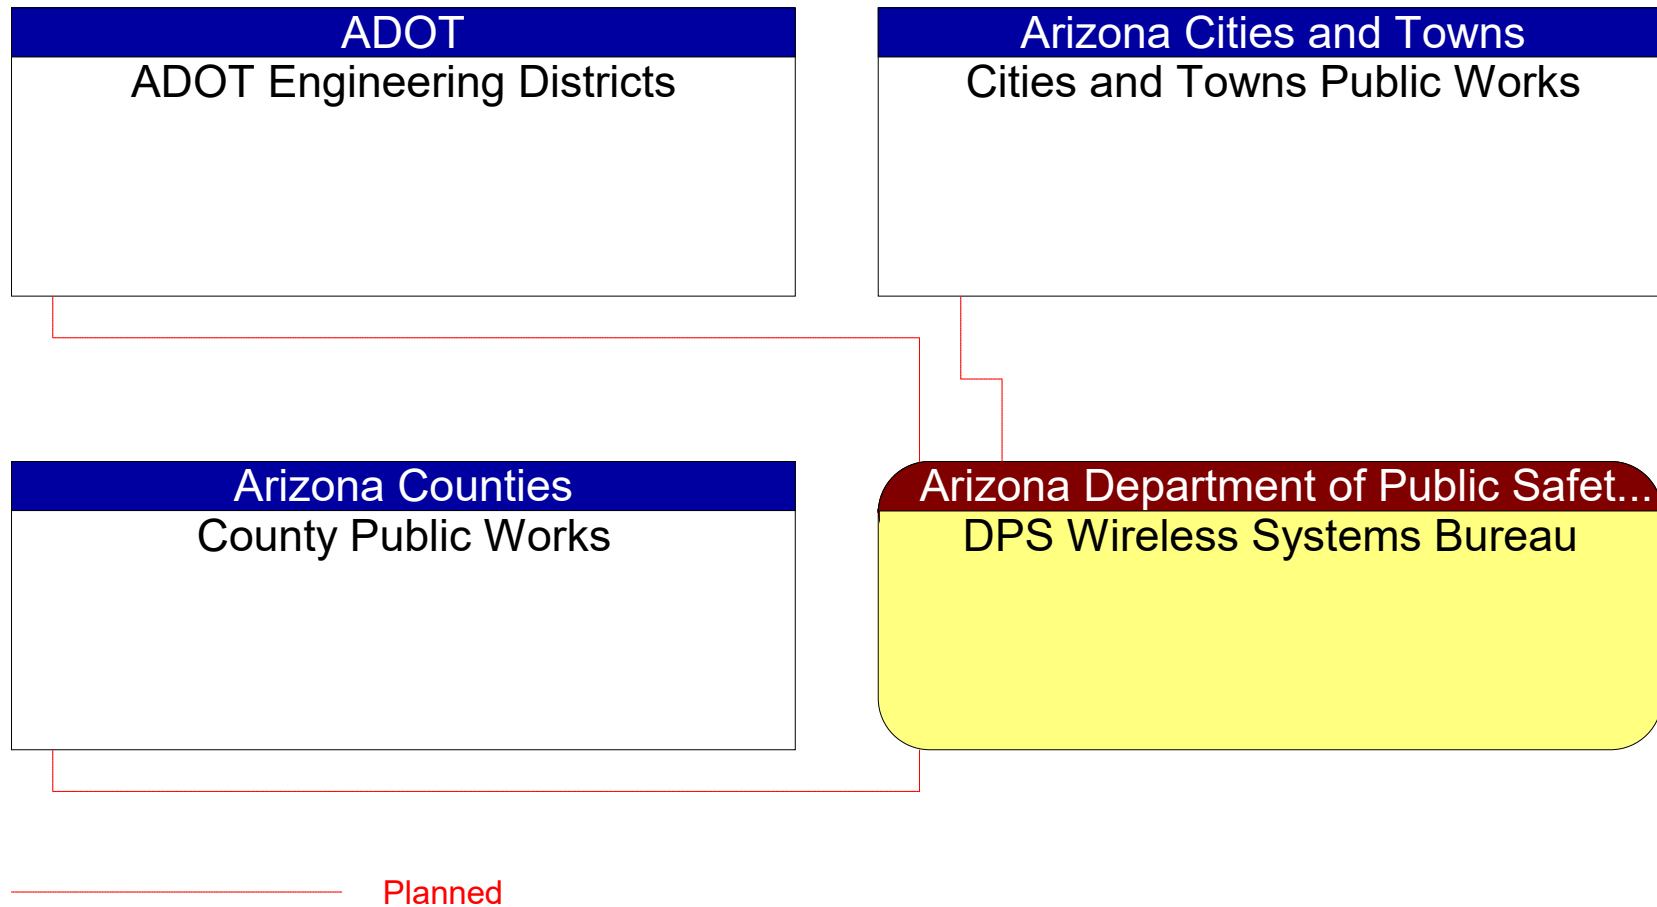 ADOT
ADOT Engineering Districts
Arizona Cities and Towns
Cities and Towns Public Works
Arizona Counties
County Public Works
Arizona Department of Public Safet...
DPS Wireless Systems Bureau
Planned